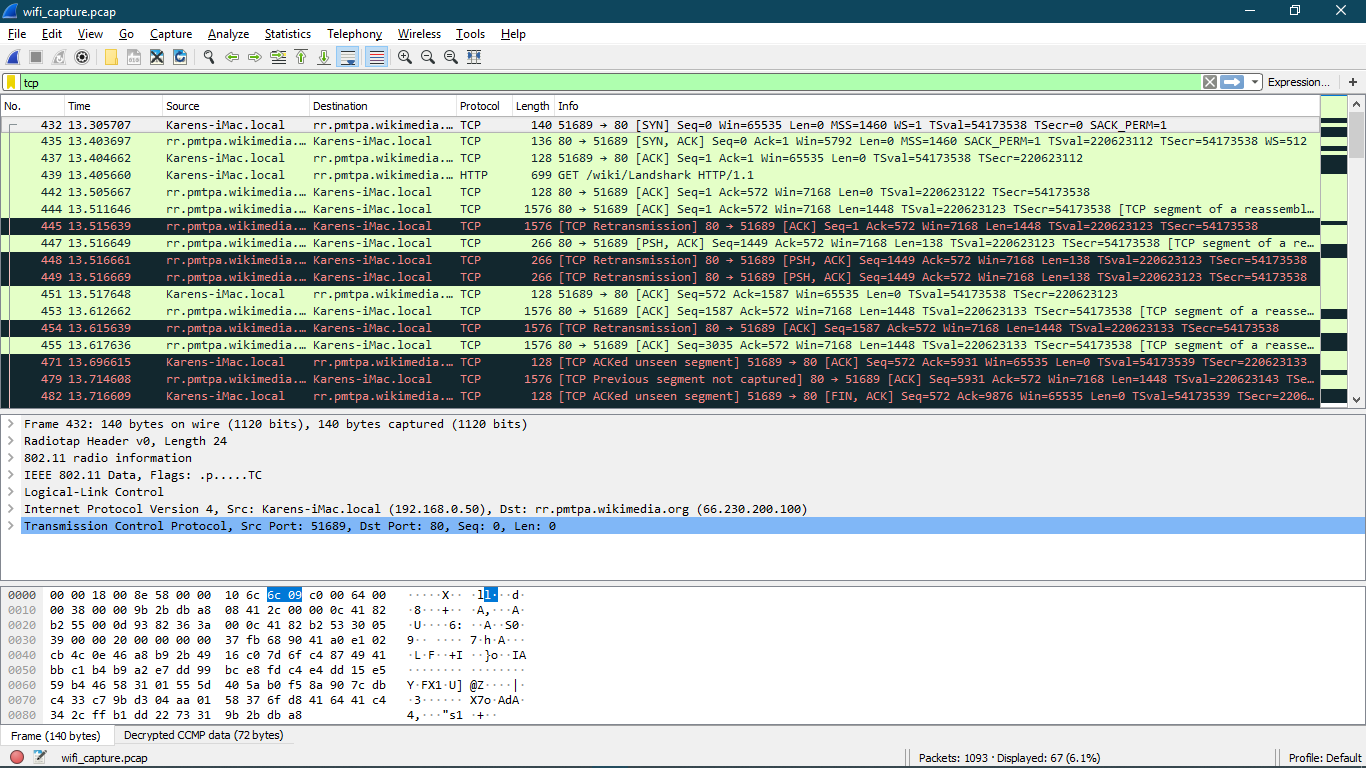 wifi_capture.pcap
File Edit View Go Capture Analyze Statistics Telephony Wireless Tools Help
tcp Expression... +
No. Time Source Destination Protocol Length Info
432 13.305707 Karens-iMac.local rr.pmtpa.wikimedia.… TCP 140 51689 → 80 [SYN] Seq=0 Win=65535 Len=0 MSS=1460 WS=1 TSval=54173538 TSecr=0 SACK_PERM=1
435 13.403697 rr.pmtpa.wikimedia.… Karens-iMac.local TCP 136 80 → 51689 [SYN, ACK] Seq=0 Ack=1 Win=5792 Len=0 MSS=1460 SACK_PERM=1 TSval=220623112 TSecr=54173538 WS=512
437 13.404662 Karens-iMac.local rr.pmtpa.wikimedia.… TCP 128 51689 → 80 [ACK] Seq=1 Ack=1 Win=65535 Len=0 TSval=54173538 TSecr=220623112
439 13.405660 Karens-iMac.local rr.pmtpa.wikimedia.… HTTP 699 GET /wiki/Landshark HTTP/1.1
442 13.505667 rr.pmtpa.wikimedia.… Karens-iMac.local TCP 128 80 → 51689 [ACK] Seq=1 Ack=572 Win=7168 Len=0 TSval=220623122 TSecr=54173538
444 13.511646 rr.pmtpa.wikimedia.… Karens-iMac.local TCP 1576 80 → 51689 [ACK] Seq=1 Ack=572 Win=7168 Len=1448 TSval=220623123 TSecr=54173538 [TCP segment of a reassembl…
445 13.515639 rr.pmtpa.wikimedia.… Karens-iMac.local TCP 1576 [TCP Retransmission] 80 → 51689 [ACK] Seq=1 Ack=572 Win=7168 Len=1448 TSval=220623123 TSecr=54173538
447 13.516649 rr.pmtpa.wikimedia.… Karens-iMac.local TCP 266 80 → 51689 [PSH, ACK] Seq=1449 Ack=572 Win=7168 Len=138 TSval=220623123 TSecr=54173538 [TCP segment of a re…
448 13.516661 rr.pmtpa.wikimedia.… Karens-iMac.local TCP 266 [TCP Retransmission] 80 → 51689 [PSH, ACK] Seq=1449 Ack=572 Win=7168 Len=138 TSval=220623123 TSecr=54173538
449 13.516669 rr.pmtpa.wikimedia.… Karens-iMac.local TCP 266 [TCP Retransmission] 80 → 51689 [PSH, ACK] Seq=1449 Ack=572 Win=7168 Len=138 TSval=220623123 TSecr=54173538
451 13.517648 Karens-iMac.local rr.pmtpa.wikimedia.… TCP 128 51689 → 80 [ACK] Seq=572 Ack=1587 Win=65535 Len=0 TSval=54173538 TSecr=220623123
453 13.612662 rr.pmtpa.wikimedia.… Karens-iMac.local TCP 1576 80 → 51689 [ACK] Seq=1587 Ack=572 Win=7168 Len=1448 TSval=220623133 TSecr=54173538 [TCP segment of a reasse…
454 13.615639 rr.pmtpa.wikimedia.… Karens-iMac.local TCP 1576 [TCP Retransmission] 80 → 51689 [ACK] Seq=1587 Ack=572 Win=7168 Len=1448 TSval=220623133 TSecr=54173538
455 13.617636 rr.pmtpa.wikimedia.… Karens-iMac.local TCP 1576 80 → 51689 [ACK] Seq=3035 Ack=572 Win=7168 Len=1448 TSval=220623133 TSecr=54173538 [TCP segment of a reasse…
471 13.696615 Karens-iMac.local rr.pmtpa.wikimedia.… TCP 128 [TCP ACKed unseen segment] 51689 → 80 [ACK] Seq=572 Ack=5931 Win=65535 Len=0 TSval=54173539 TSecr=220623133
479 13.714608 rr.pmtpa.wikimedia.… Karens-iMac.local TCP 1576 [TCP Previous segment not captured] 80 → 51689 [ACK] Seq=5931 Ack=572 Win=7168 Len=1448 TSval=220623143 TSe…
482 13.716609 Karens-iMac.local rr.pmtpa.wikimedia.… TCP 128 [TCP ACKed unseen segment] 51689 → 80 [FIN, ACK] Seq=572 Ack=9876 Win=65535 Len=0 TSval=54173539 TSecr=2206…
Frame 432: 140 bytes on wire (1120 bits), 140 bytes captured (1120 bits)
Radiotap Header v0, Length 24
802.11 radio information
IEEE 802.11 Data, Flags: .p.....TC
Logical-Link Control
Internet Protocol Version 4, Src: Karens-iMac.local (192.168.0.50), Dst: rr.pmtpa.wikimedia.org (66.230.200.100)
Transmission Control Protocol, Src Port: 51689, Dst Port: 80, Seq: 0, Len: 0
0000 00 00 18 00 8e 58 00 00 10 6c 6c 09 c0 00 64 00 ·····X·· ·ll···d·
0010 00 38 00 00 9b 2b db a8 08 41 2c 00 00 0c 41 82 ·8···+·· ·A,···A·
0020 b2 55 00 0d 93 82 36 3a 00 0c 41 82 b2 53 30 05 ·U····6: ··A··S0·
0030 39 00 00 20 00 00 00 00 37 fb 68 90 41 a0 e1 02 9·· ···· 7·h·A···
0040 cb 4c 0e 46 a8 b9 2b 49 16 c0 7d 6f c4 87 49 41 ·L·F··+I ··}o··IA
0050 bb c1 b4 b9 a2 e7 dd 99 bc e8 fd c4 e4 dd 15 e5 ········ ········
0060 59 b4 46 58 31 01 55 5d 40 5a b0 f5 8a 90 7c db Y·FX1·U] @Z····|·
0070 c4 33 c7 9b d3 04 aa 01 58 37 6f d8 41 64 41 c4 ·3······ X7o·AdA·
0080 34 2c ff b1 dd 22 73 31 9b 2b db a8 4,···"s1 ·+··
Frame (140 bytes) Decrypted CCMP data (72 bytes)
wifi_capture.pcap Packets: 1093 · Displayed: 67 (6.1%) Profile: Default